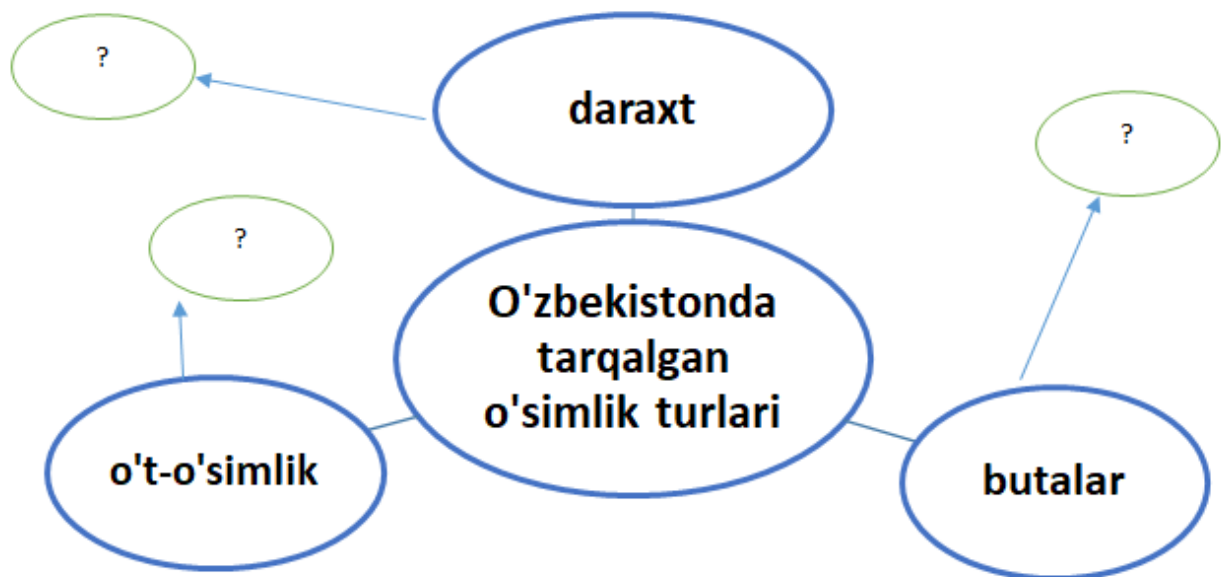 ?
daraxt
?
?
O'zbekistonda
tarqalgan
o'simlik turlari
o't-o'simlik
butalar